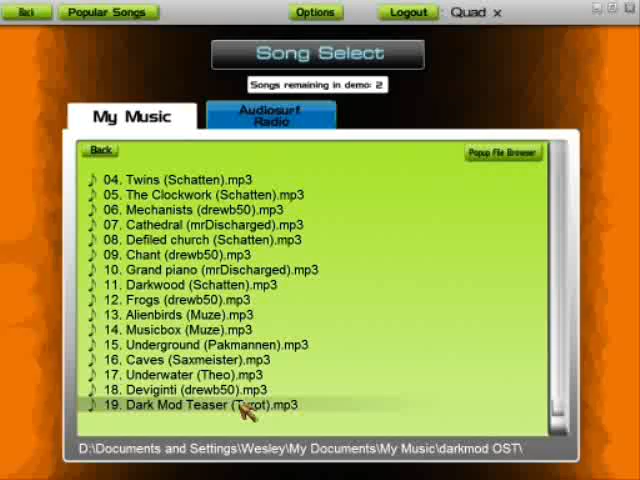 Back Popular Songs Options Logout Quad x
Song Select
Songs remaining in demo: 2
My Music
Audiosurf
Radio
Back Popup File Browser
04. Twins (Schatten).mp3
05. The Clockwork (Schatten).mp3
06. Mechanists (drewb50).mp3
07. Cathedral (mrDischarged).mp3
08. Defiled church (Schatten).mp3
09. Chant (drewb50).mp3
10. Grand piano (mrDischarged).mp3
11. Darkwood (Schatten).mp3
12. Frogs (drewb50).mp3
13. Alienbirds (Muze).mp3
14. Musicbox (Muze).mp3
15. Underground (Pakmannen).mp3
16. Caves (Saxmeister).mp3
17. Underwater (Theo).mp3
18. Deviginti (drewb50).mp3
19. Dark Mod Teaser .mp3
D:\Documents and Settings\Wesley\My Documents\My Music\darkmod OST\